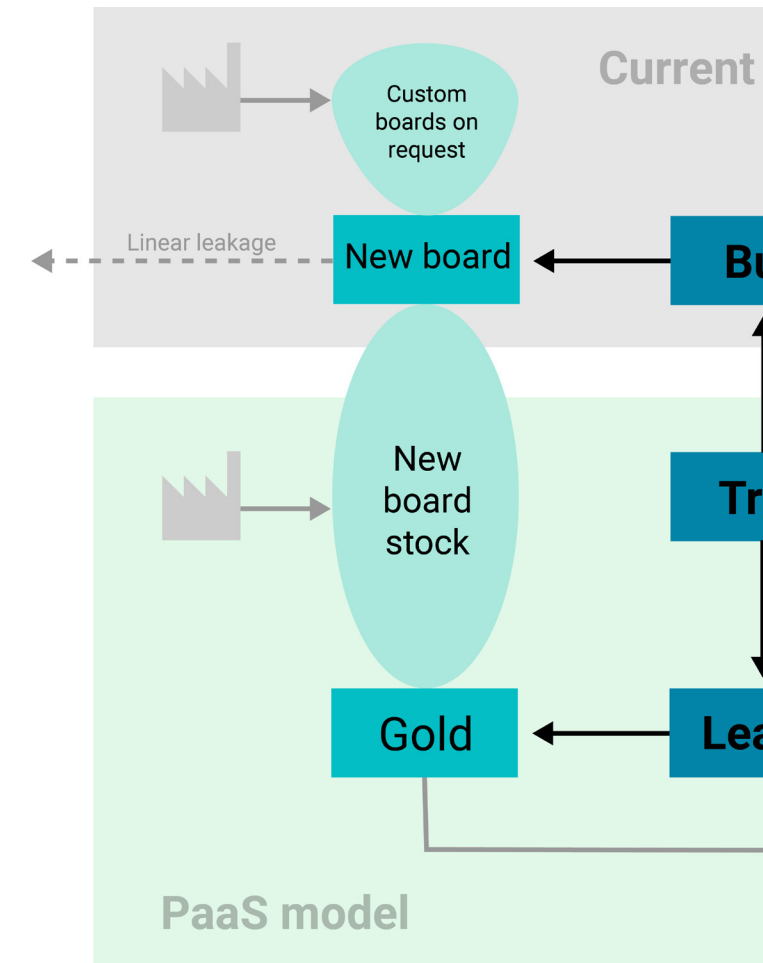 Current
Custom
boards on
request
Linear leakage
New board
New
board
stock
Gold
PaaS model